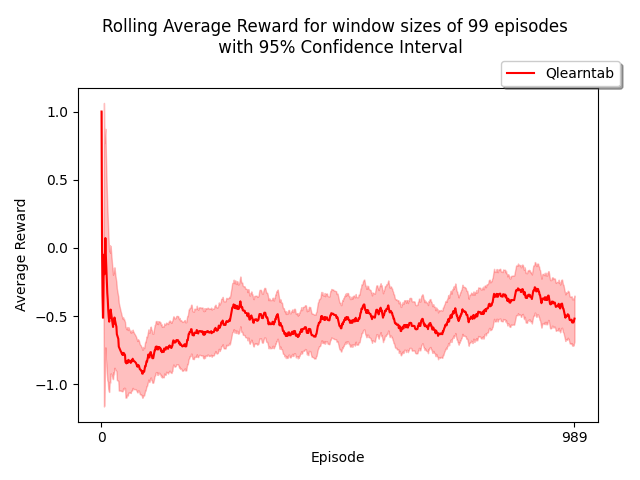 Rolling Average Reward for window sizes of 99 episodes
with 95% Confidence Interval
Qlearntab
1.0
0.5
0.0
−0.5
−1.0
Average Reward
0
989
Episode